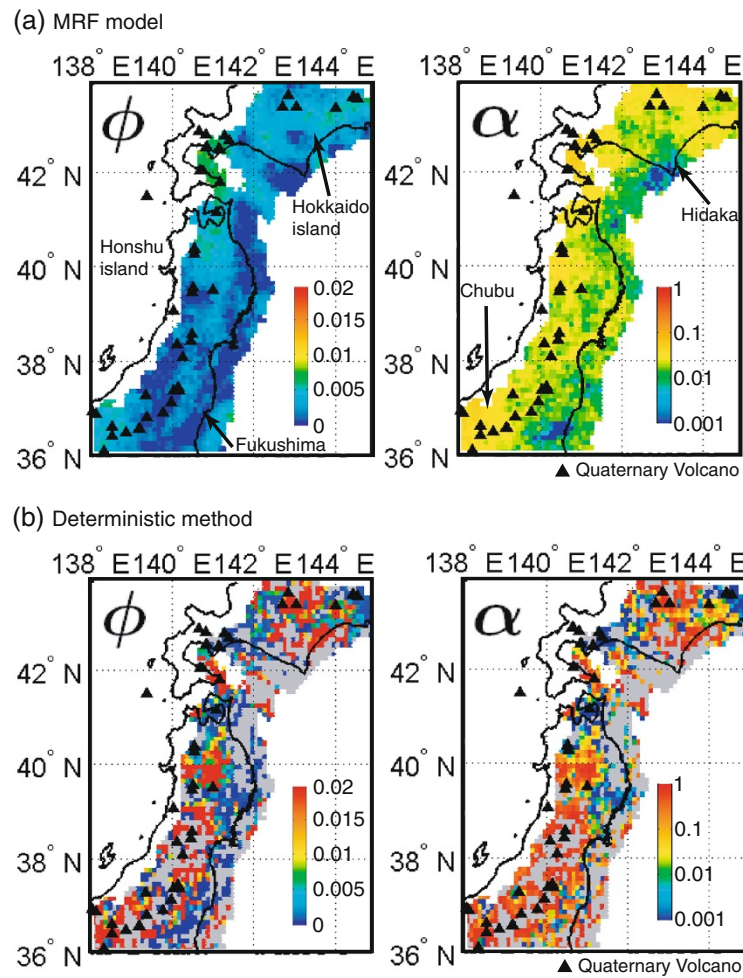 (a) MRF model
138° E140° E142° E144° E
138° E140° E142° E144° E
ϕ
α
42° N
42° N
Hokkaido
island
Hidaka
Honshu
island
40° N
40° N
Chubu
0.02
0.015
0.01
0.005
0
1
0.1
0.01
0.001
38° N
38° N
Fukushima
36° N
36° N
▲ Quaternary Volcano
(b) Deterministic method
138° E140° E142° E144° E
138° E140° E142° E144° E
ϕ
α
42° N
42° N
40° N
40° N
0.02
0.015
0.01
0.005
0
1
0.1
0.01
0.001
38° N
38° N
36° N
36° N
▲ Quaternary Volcano